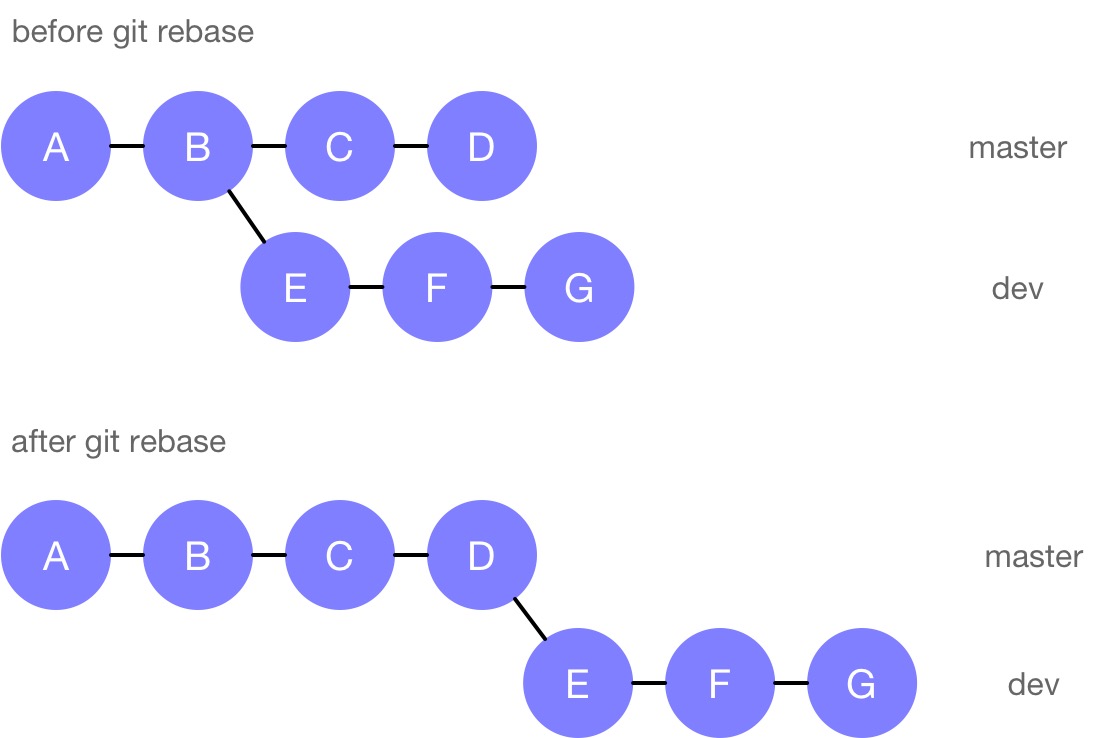 before git rebase
A B C D master
E F G dev
after git rebase
A B C D master
E F G dev